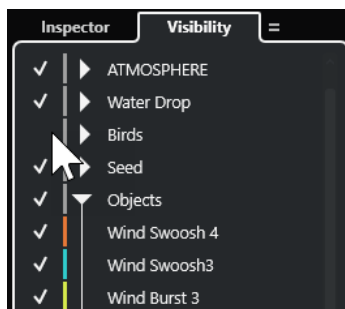 Inspector Visibility
ATMOSPHERE
Water Drop
Birds
Seed
Objects
Wind Swoosh 4
Wind Swoosh3
Wind Burst 3